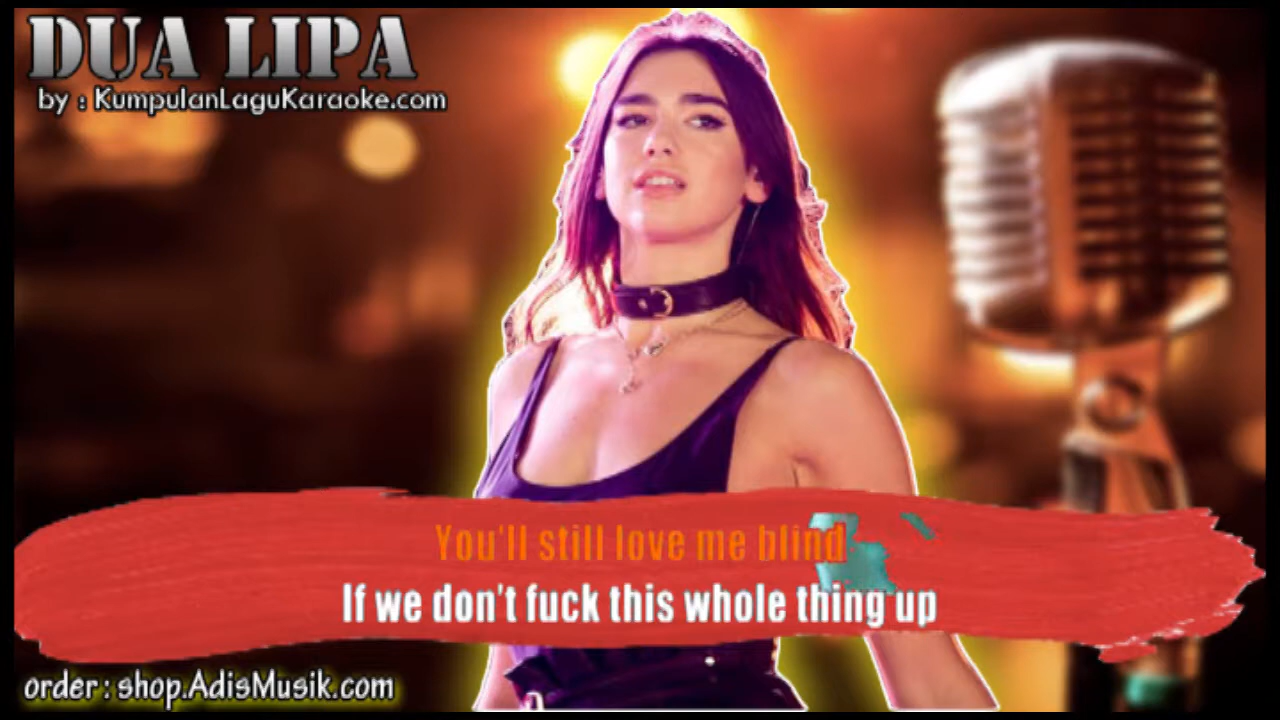 DUA LIPA
by : KumpulanLaguKaraoke.com
You'll still love me blind
If we don't fuck this whole thing up
order : shop.AdisMusik.com